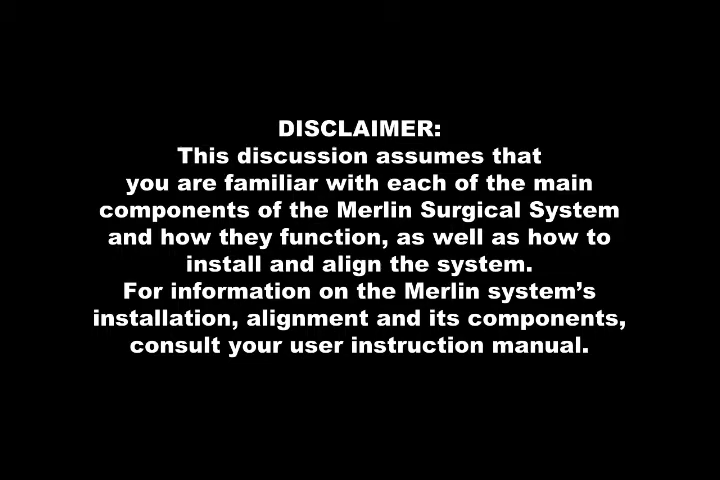 DISCLAIMER:
This discussion assumes that
you are familiar with each of the main
components of the Merlin Surgical System
and how they function, as well as how to
install and align the system.
For information on the Merlin system’s
installation, alignment and its components,
consult your user instruction manual.